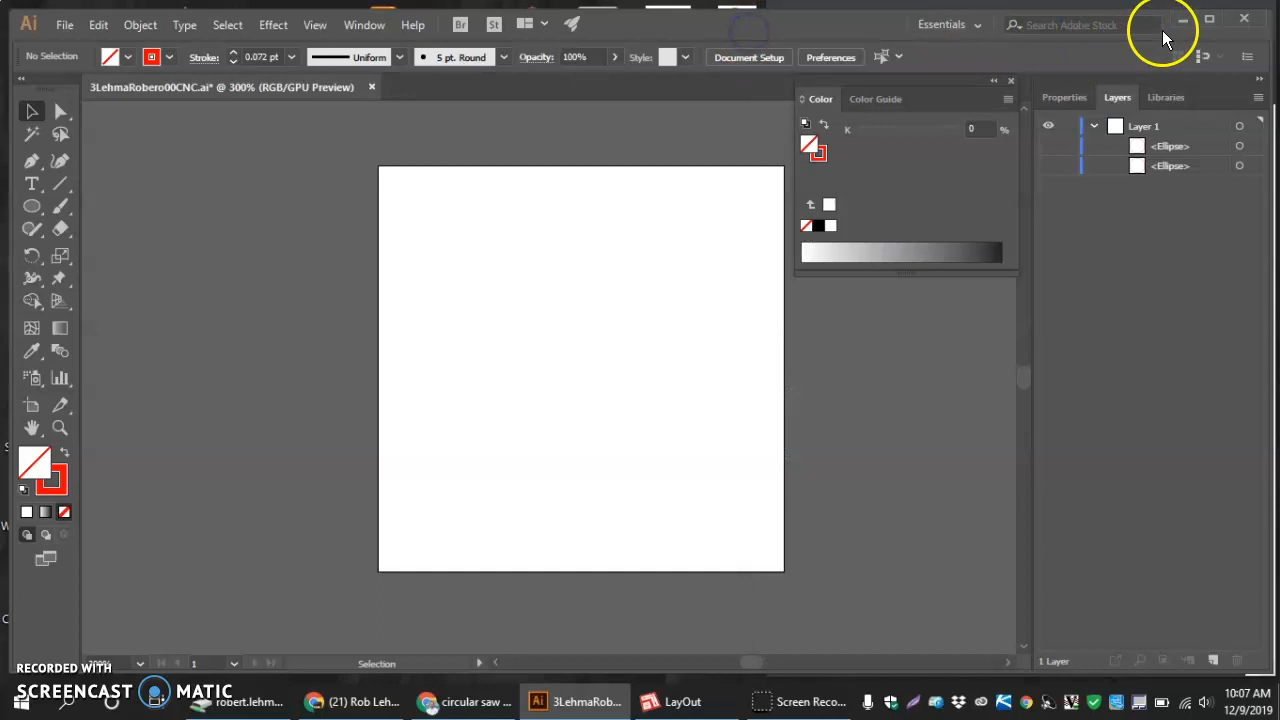 Ai File Edit Object Type Select Effect View Window Help Br St Essentials Search Adobe Stock
No Selection Stroke: 0.072 pt Uniform 5 pt. Round Opacity: 100% Style: Document Setup Preferences
3LehmaRobero00CNC.ai* @ 300% (RGB/GPU Preview)
Color Color Guide
Properties Layers Libraries
K 0 %
Layer 1
<Ellipse>
<Ellipse>
1 Selection 1 Layer
RECORDED WITH
SCREENCAST MATIC
robert.lehm... (21) Rob Leh... circular saw ... Ai 3LehmaRob... LayOut Screen Reco...
10:07 AM
12/9/2019